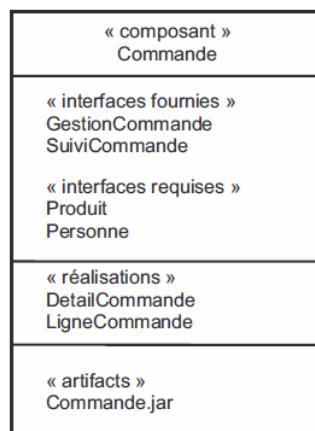 « composant »
Commande
« interfaces fournies »
GestionCommande
SuiviCommande
« interfaces requises »
Produit
Personne
« réalisations »
DetailCommande
LigneCommande
« artifacts »
Commande.jar